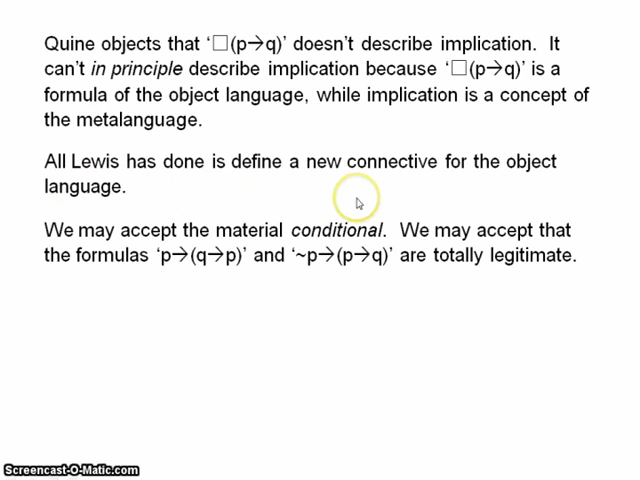 Quine objects that ‘□(p→q)’ doesn’t describe implication. It
can’t in principle describe implication because ‘□(p→q)’ is a
formula of the object language, while implication is a concept of
the metalanguage.
All Lewis has done is define a new connective for the object
language.
We may accept the material conditional. We may accept that
the formulas ‘p→(q→p)’ and ‘~p→(p→q)’ are totally legitimate.
Screencast-O-Matic.com